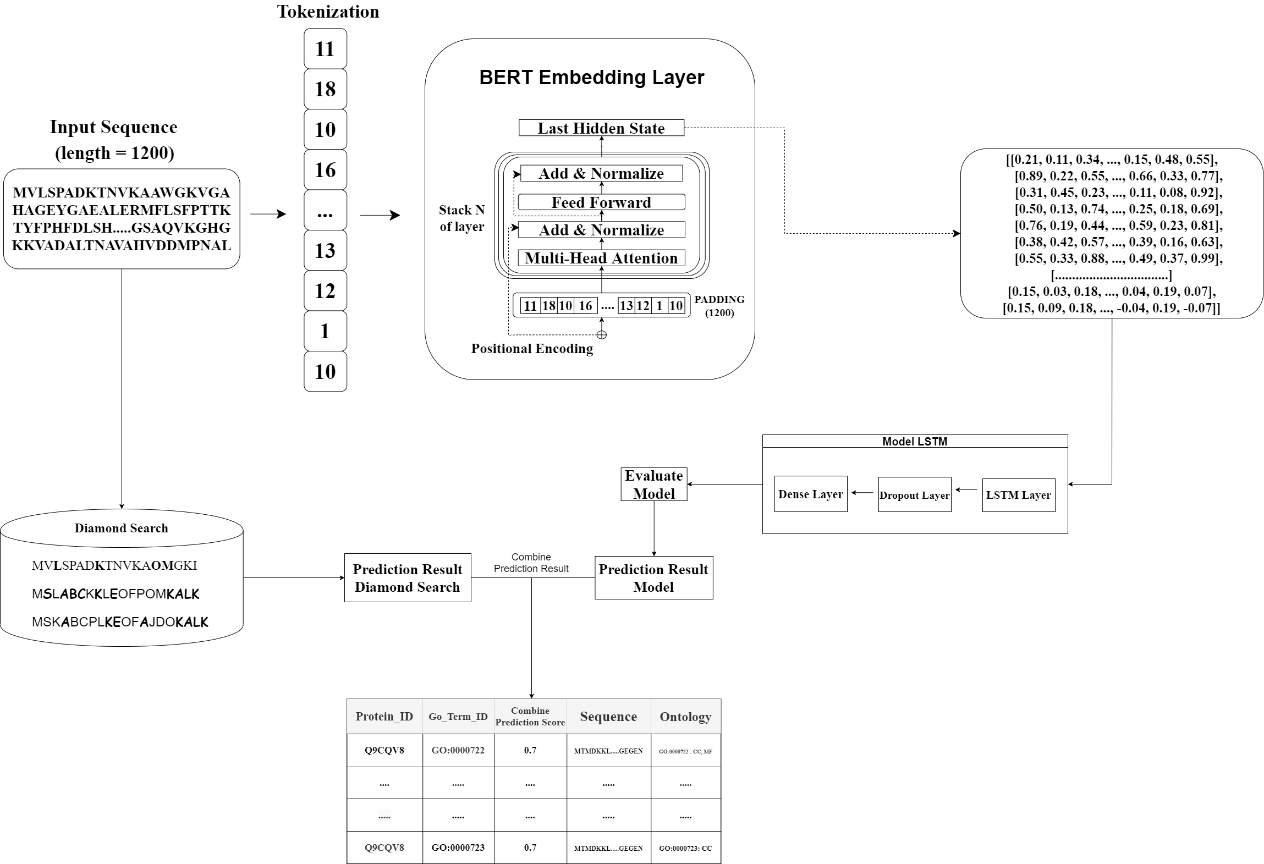 Tokenization
11
18
10
16
...
13
12
1
10
Input Sequence
(length = 1200)
MVLSPADKTNVKAAWGKVGA
HAGEYGAEALERMFLSFPTTK
TYFPHFDLSH.....GSAQVKGHG
KKVADALTNAVAHVDDMPNAL
BERT Embedding Layer
Last Hidden State
Add & Normalize
Feed Forward
Add & Normalize
Multi-Head Attention
Stack N
of layer
11 18 10 16 .... 13 12 1 10
PADDING
(1200)
Positional Encoding
[[0.21, 0.11, 0.34, ..., 0.15, 0.48, 0.55],
[0.89, 0.22, 0.55, ..., 0.66, 0.33, 0.77],
[0.31, 0.45, 0.23, ..., 0.11, 0.08, 0.92],
[0.50, 0.13, 0.74, ..., 0.25, 0.18, 0.69],
[0.76, 0.19, 0.44, ..., 0.59, 0.23, 0.81],
[0.38, 0.42, 0.57, ..., 0.39, 0.16, 0.63],
[0.55, 0.33, 0.88, ..., 0.49, 0.37, 0.99],
[................................]
[0.15, 0.03, 0.18, ..., 0.04, 0.19, 0.07],
[0.15, 0.09, 0.18, ..., -0.04, 0.19, -0.07]]
Model LSTM
Dense Layer
Dropout Layer
LSTM Layer
Evaluate
Model
Prediction Result
Model
Combine
Prediction Result
Prediction Result
Diamond Search
Diamond Search
MVLSPADKTNVKAOMGKI
MSLABCKKLEOFPOMKALK
MSKABCPLKEOFAJDOKALK
Protein_ID Go_Term_ID Combine Prediction Score Sequence Ontology
Q9CQV8 GO:0000722 0.7 MTMDKKL....GEGEN GO:0000722 : CC, MF
.... ..... .... ..... .....
..... ..... .... ..... .....
Q9CQV8 GO:0000723 0.7 MTMDKKL....GEGEN GO:0000723: CC